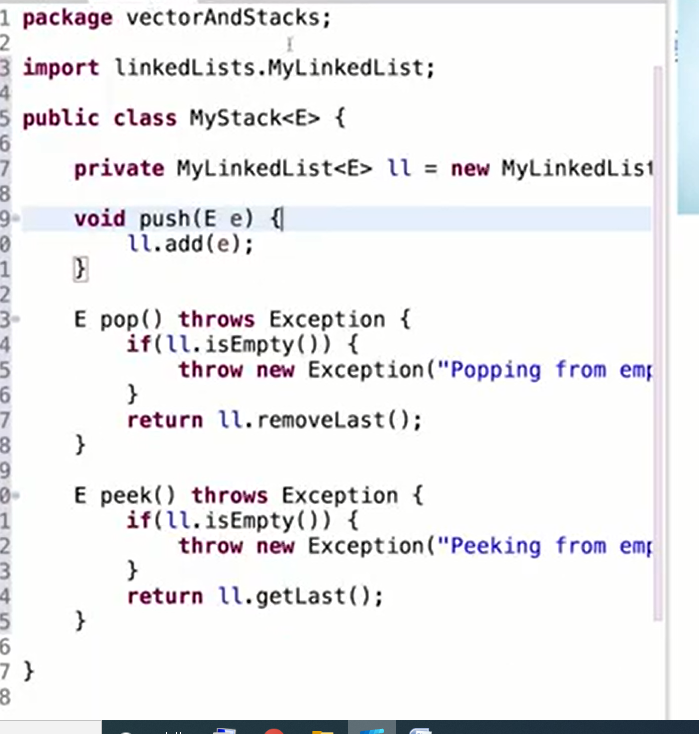 1 package vectorAndStacks;
2
3 import linkedLists.MyLinkedList;
4
5 public class MyStack<E> {
6
7 private MyLinkedList<E> ll = new MyLinkedList
8
9 void push(E e) {
0 ll.add(e);
1 }
2
3 E pop() throws Exception {
4 if(ll.isEmpty()) {
5 throw new Exception("Popping from emp
6 }
7 return ll.removeLast();
8 }
9
0 E peek() throws Exception {
1 if(ll.isEmpty()) {
2 throw new Exception("Peeking from emp
3 }
4 return ll.getLast();
5 }
6
7 }
8